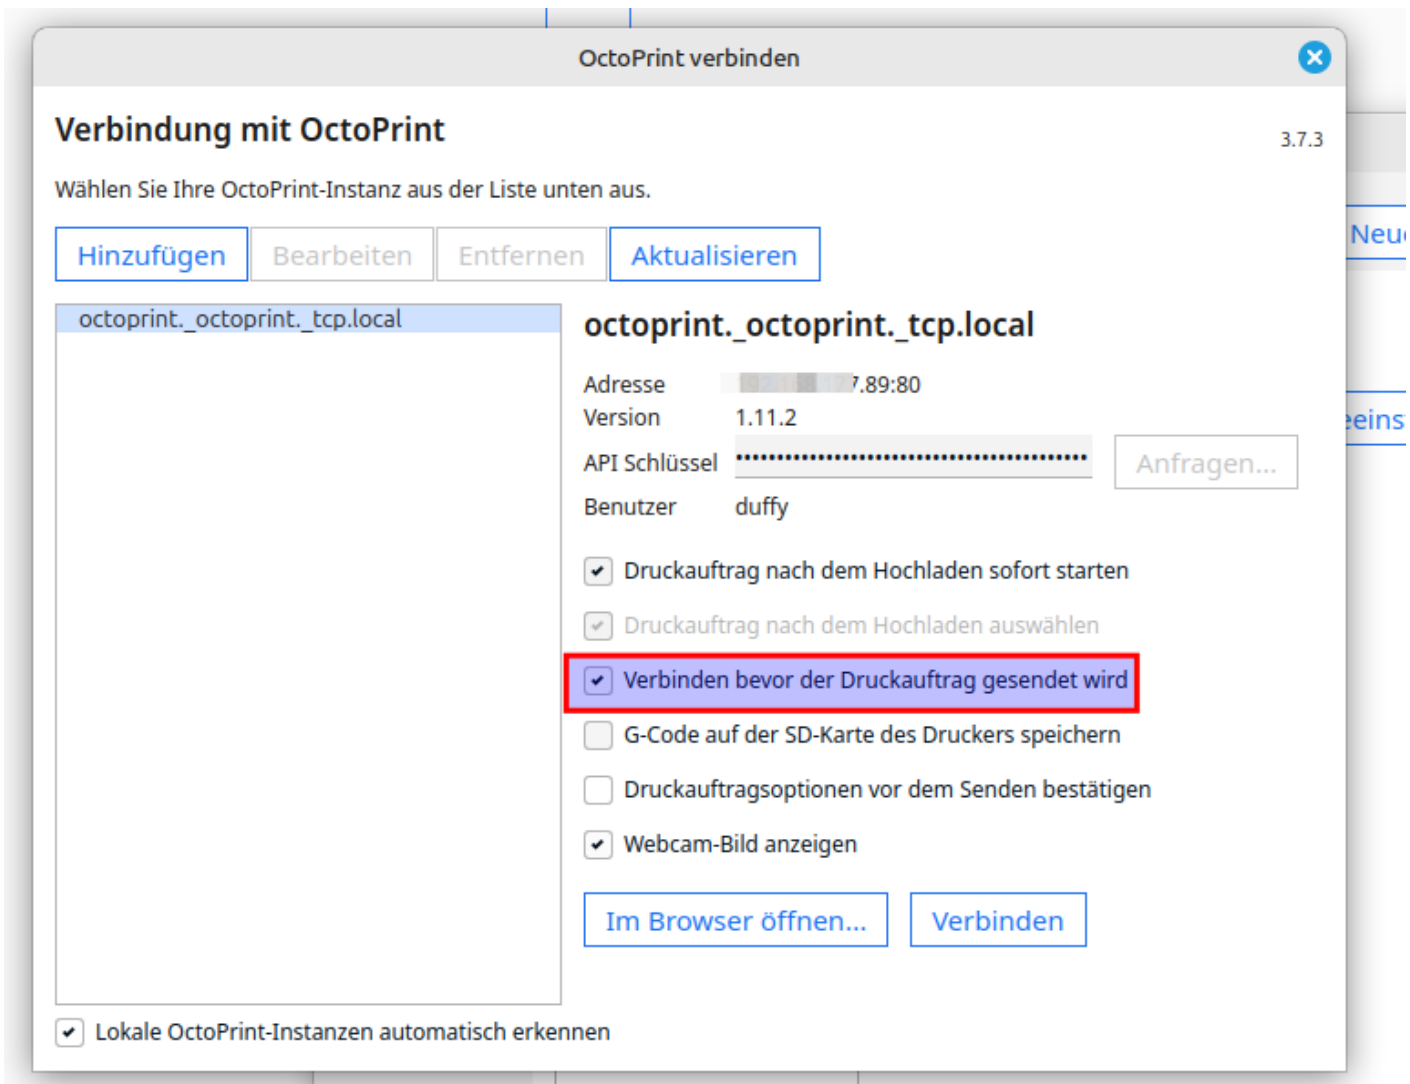 OctoPrint verbinden
Verbindung mit OctoPrint
3.7.3
Wählen Sie Ihre OctoPrint-Instanz aus der Liste unten aus.
Hinzufügen Bearbeiten Entfernen Aktualisieren
octoprint._octoprint._tcp.local
octoprint._octoprint._tcp.local
Adresse 7.89:80
Version 1.11.2
API Schlüssel Anfragen...
Benutzer duffy
Druckauftrag nach dem Hochladen sofort starten
Druckauftrag nach dem Hochladen auswählen
Verbinden bevor der Druckauftrag gesendet wird
G-Code auf der SD-Karte des Druckers speichern
Druckauftragsoptionen vor dem Senden bestätigen
Webcam-Bild anzeigen
Im Browser öffnen... Verbinden
Lokale OctoPrint-Instanzen automatisch erkennen